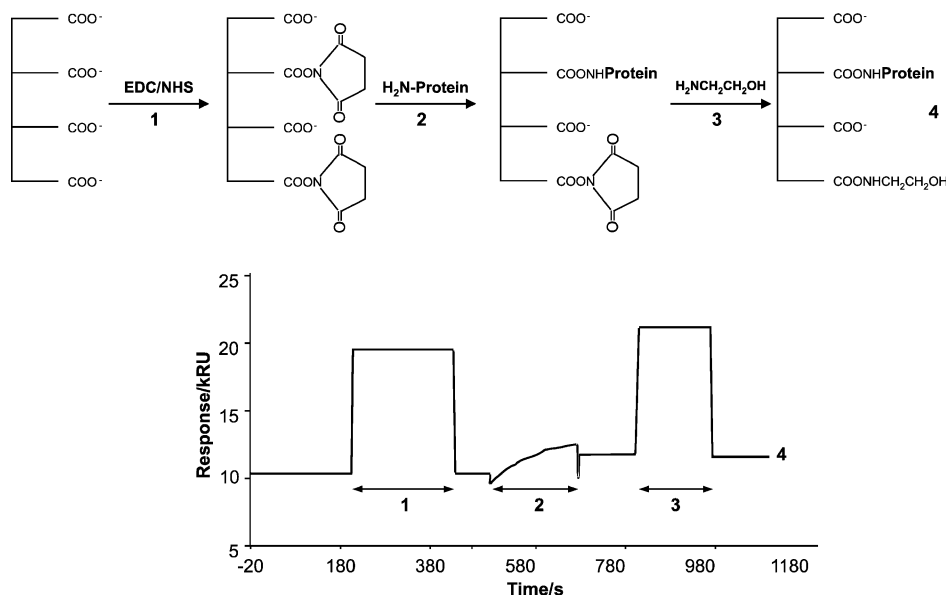 COO⁻ COO⁻ COO⁻ COO⁻
O
COO⁻ COON COONHProtein COONHProtein
EDC/NHS H₂N-Protein H₂NCH₂CH₂OH
1 2 3 4
O
COO⁻ COO⁻ COO⁻ COO⁻
O O
COO⁻ COON COON COONHCH₂CH₂OH
O O
25
20
15
10
5
Response/kRU
4
1 2 3
-20 180 380 580 780 980 1180
Time/s